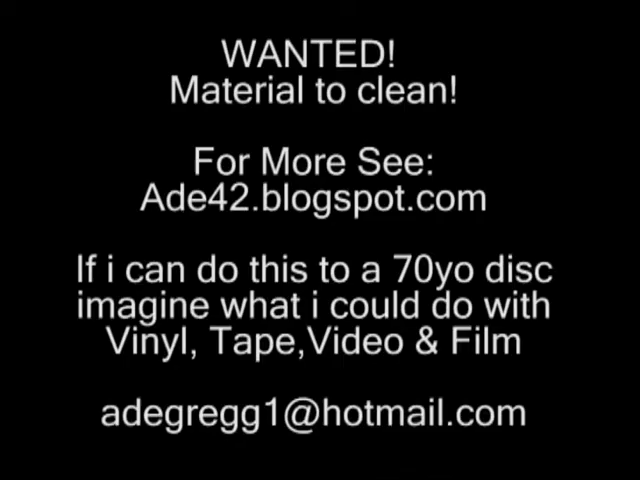 WANTED!
Material to clean!
For More See:
Ade42.blogspot.com
If i can do this to a 70yo disc
imagine what i could do with
Vinyl, Tape,Video & Film
adegregg1@hotmail.com